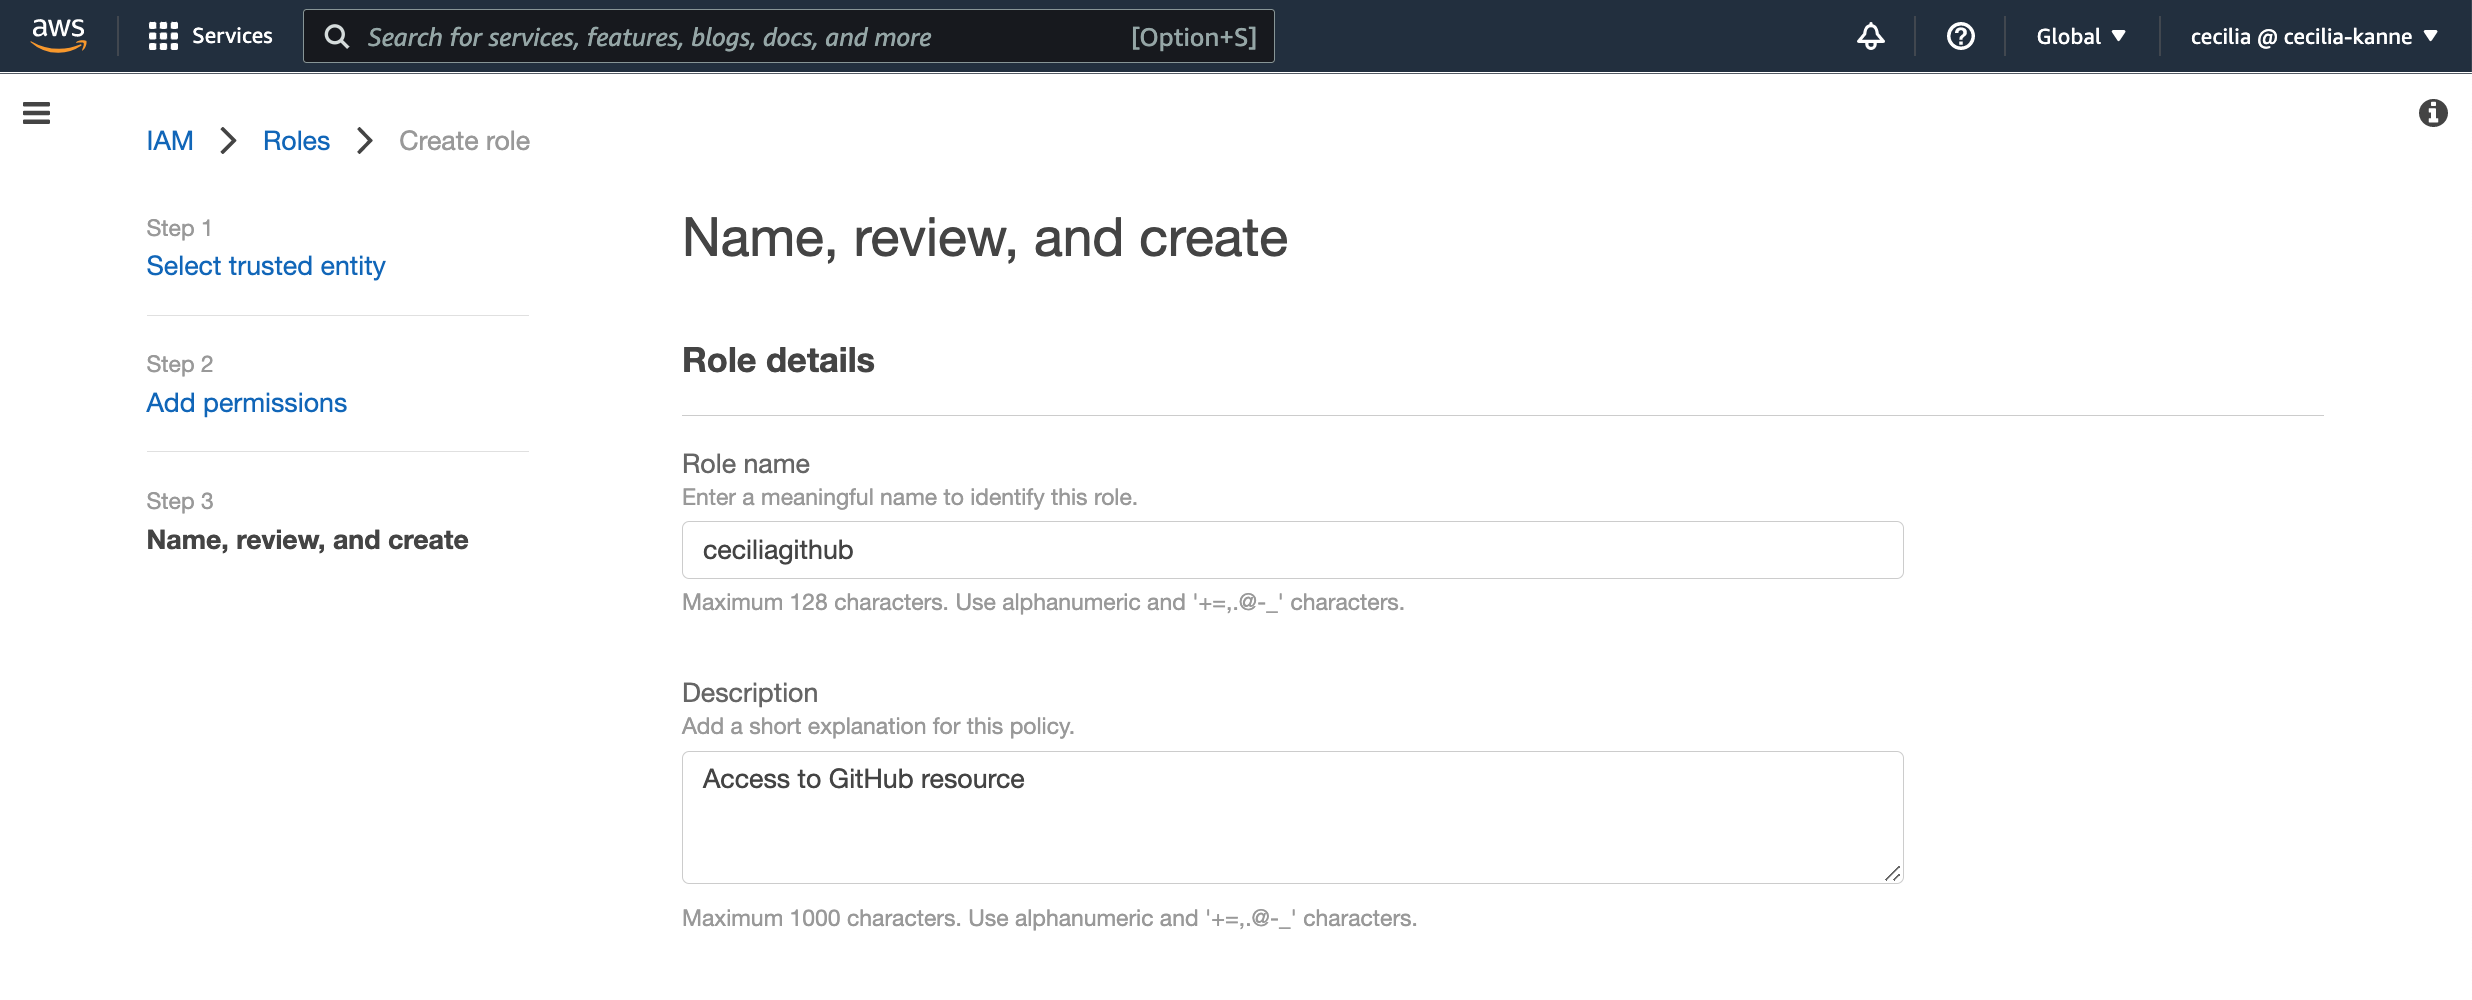 aws Services Search for services, features, blogs, docs, and more [Option+S] Global cecilia @ cecilia-kanne
IAM Roles Create role
Step 1
Select trusted entity
Step 2
Add permissions
Step 3
Name, review, and create
Name, review, and create
Role details
Role name
Enter a meaningful name to identify this role.
ceciliagithub
Maximum 128 characters. Use alphanumeric and '+=,.@-_' characters.
Description
Add a short explanation for this policy.
Access to GitHub resource
Maximum 1000 characters. Use alphanumeric and '+=,.@-_' characters.